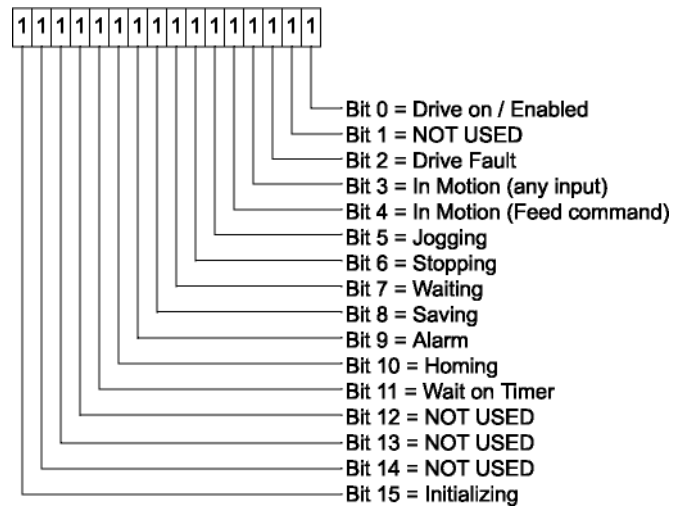 1 1 1 1 1 1 1 1 1 1 1 1 1 1 1 1
Bit 0 = Drive on / Enabled
Bit 1 = NOT USED
Bit 2 = Drive Fault
Bit 3 = In Motion (any input)
Bit 4 = In Motion (Feed command)
Bit 5 = Jogging
Bit 6 = Stopping
Bit 7 = Waiting
Bit 8 = Saving
Bit 9 = Alarm
Bit 10 = Homing
Bit 11 = Wait on Timer
Bit 12 = NOT USED
Bit 13 = NOT USED
Bit 14 = NOT USED
Bit 15 = Initializing